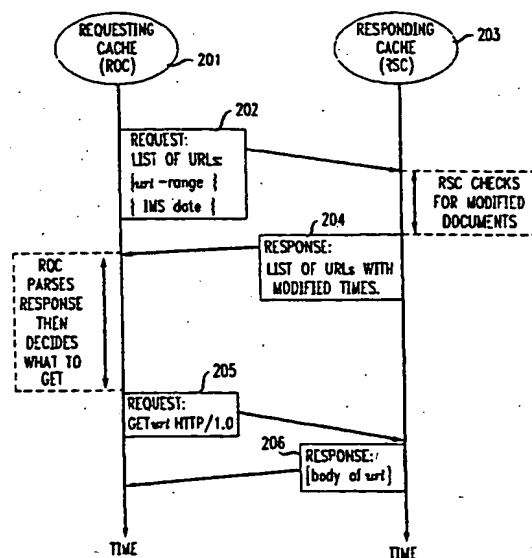 REQUESTING
CACHE
(ROC)
201
RESPONDING
CACHE
(RSC)
203
202
REQUEST:
LIST OF URLs:
{url-range {
{ IMS date {
RSC CHECKS
FOR MODIFIED
DOCUMENTS
204
RESPONSE:
LIST OF URLs WITH
MODIFIED TIMES.
ROC
PARSES
RESPONSE
THEN
DECIDES
WHAT TO
GET
205
REQUEST:
GET url HTTP/1.0
206
RESPONSE:
{body of url}
TIME
TIME